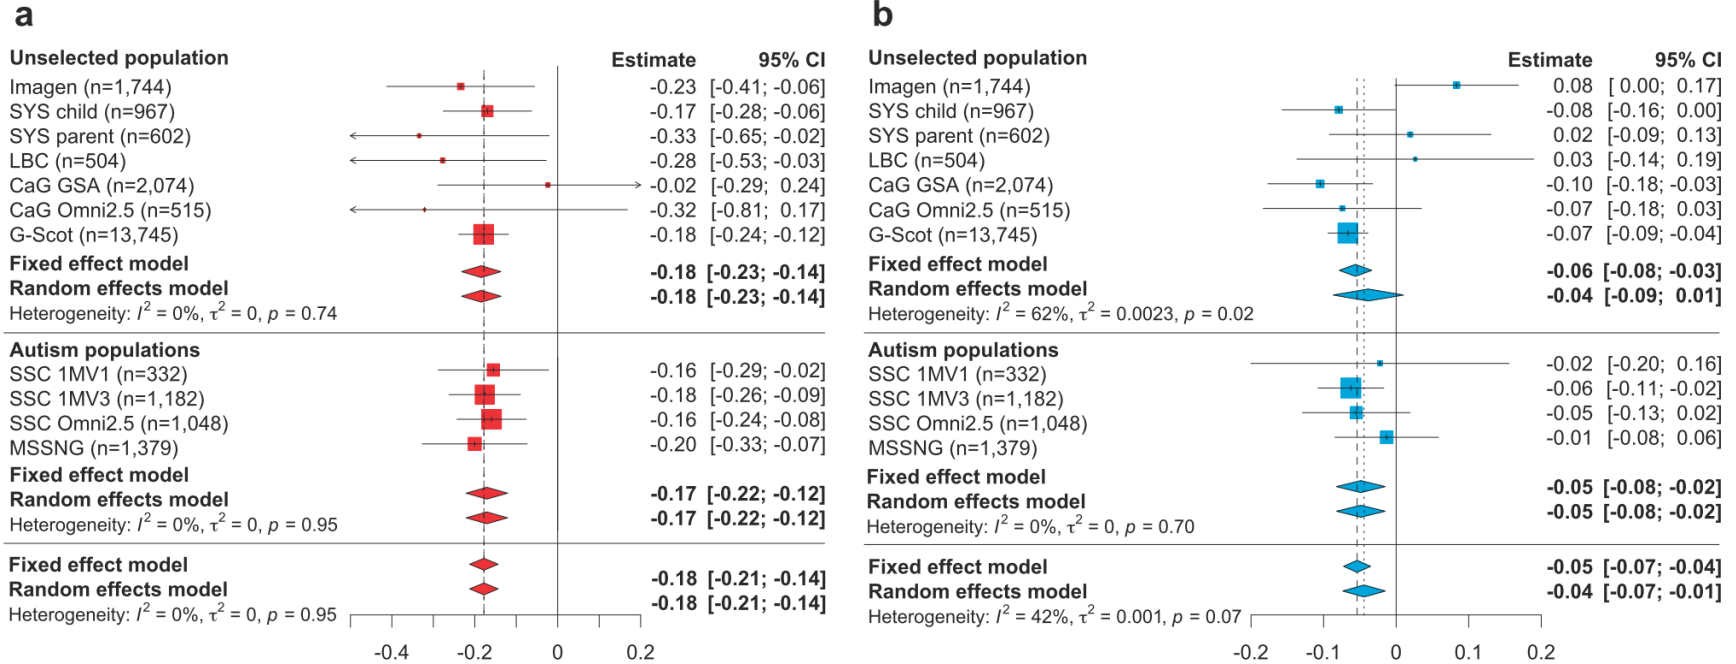 a
Unselected population Estimate 95% CI
Imagen (n=1,744) -0.23 [-0.41; -0.06]
SYS child (n=967) -0.17 [-0.28; -0.06]
SYS parent (n=602) -0.33 [-0.65; -0.02]
LBC (n=504) -0.28 [-0.53; -0.03]
CaG GSA (n=2,074) -0.02 [-0.29; 0.24]
CaG Omni2.5 (n=515) -0.32 [-0.81; 0.17]
G-Scot (n=13,745) -0.18 [-0.24; -0.12]
Fixed effect model -0.18 [-0.23; -0.14]
Random effects model -0.18 [-0.23; -0.14]
Heterogeneity: I² = 0%, τ² = 0, p = 0.74
Autism populations
SSC 1MV1 (n=332) -0.16 [-0.29; -0.02]
SSC 1MV3 (n=1,182) -0.18 [-0.26; -0.09]
SSC Omni2.5 (n=1,048) -0.16 [-0.24; -0.08]
MSSNG (n=1,379) -0.20 [-0.33; -0.07]
Fixed effect model -0.17 [-0.22; -0.12]
Random effects model -0.17 [-0.22; -0.12]
Heterogeneity: I² = 0%, τ² = 0, p = 0.95
Fixed effect model -0.18 [-0.21; -0.14]
Random effects model -0.18 [-0.21; -0.14]
Heterogeneity: I² = 0%, τ² = 0, p = 0.95
-0.4 -0.2 0 0.2
b
Unselected population Estimate 95% CI
Imagen (n=1,744) 0.08 [ 0.00; 0.17]
SYS child (n=967) -0.08 [-0.16; 0.00]
SYS parent (n=602) 0.02 [-0.09; 0.13]
LBC (n=504) 0.03 [-0.14; 0.19]
CaG GSA (n=2,074) -0.10 [-0.18; -0.03]
CaG Omni2.5 (n=515) -0.07 [-0.18; 0.03]
G-Scot (n=13,745) -0.07 [-0.09; -0.04]
Fixed effect model -0.06 [-0.08; -0.03]
Random effects model -0.04 [-0.09; 0.01]
Heterogeneity: I² = 62%, τ² = 0.0023, p = 0.02
Autism populations
SSC 1MV1 (n=332) -0.02 [-0.20; 0.16]
SSC 1MV3 (n=1,182) -0.06 [-0.11; -0.02]
SSC Omni2.5 (n=1,048) -0.05 [-0.13; 0.02]
MSSNG (n=1,379) -0.01 [-0.08; 0.06]
Fixed effect model -0.05 [-0.08; -0.02]
Random effects model -0.05 [-0.08; -0.02]
Heterogeneity: I² = 0%, τ² = 0, p = 0.70
Fixed effect model -0.05 [-0.07; -0.04]
Random effects model -0.04 [-0.07; -0.01]
Heterogeneity: I² = 42%, τ² = 0.001, p = 0.07
-0.2 -0.1 0 0.1 0.2